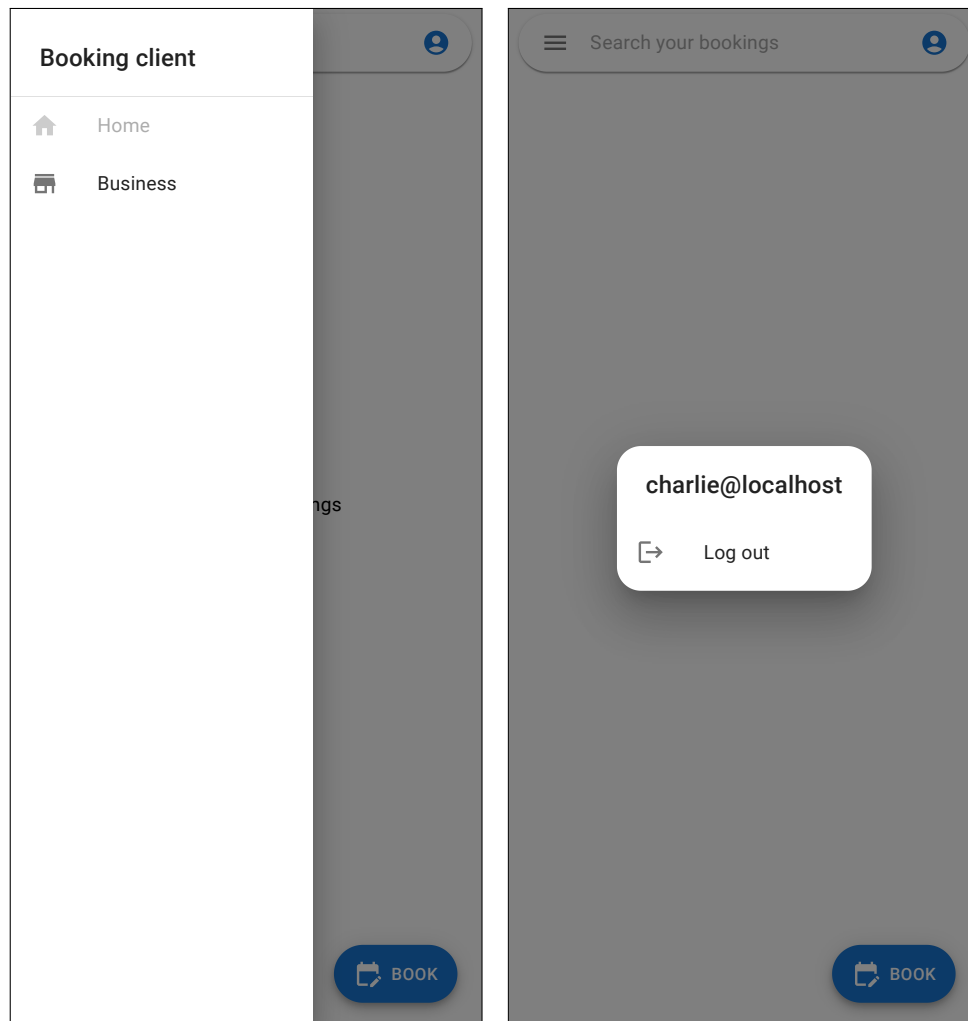 Booking client
Home
Business
ngs
BOOK
Search your bookings
charlie@localhost
Log out
BOOK